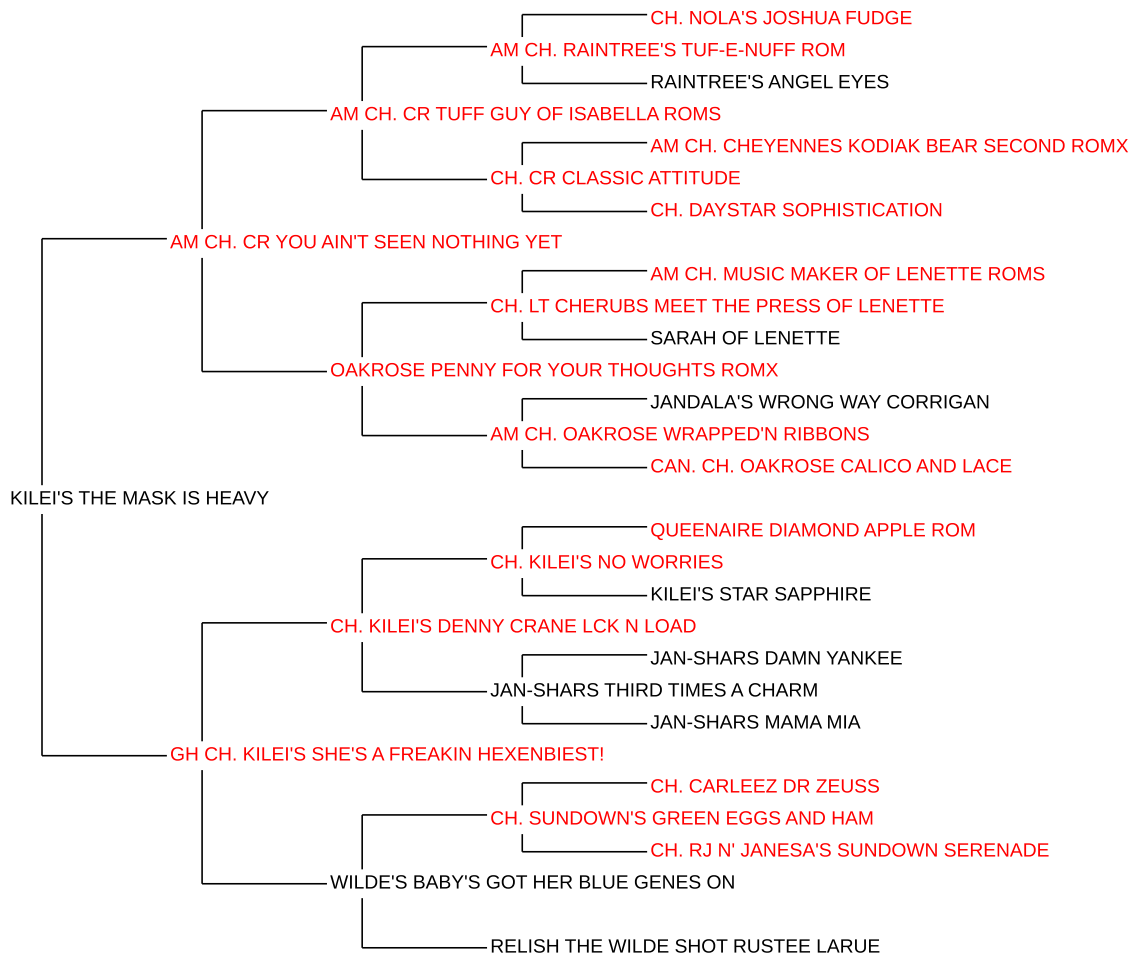 CH. NOLA'S JOSHUA FUDGE
AM CH. RAINTREE'S TUF-E-NUFF ROM
RAINTREE'S ANGEL EYES
AM CH. CR TUFF GUY OF ISABELLA ROMS
AM CH. CHEYENNES KODIAK BEAR SECOND ROMX
CH. CR CLASSIC ATTITUDE
CH. DAYSTAR SOPHISTICATION
AM CH. CR YOU AIN'T SEEN NOTHING YET
AM CH. MUSIC MAKER OF LENETTE ROMS
CH. LT CHERUBS MEET THE PRESS OF LENETTE
SARAH OF LENETTE
OAKROSE PENNY FOR YOUR THOUGHTS ROMX
JANDALA'S WRONG WAY CORRIGAN
AM CH. OAKROSE WRAPPED'N RIBBONS
CAN. CH. OAKROSE CALICO AND LACE
KILEI'S THE MASK IS HEAVY
QUEENAIRE DIAMOND APPLE ROM
CH. KILEI'S NO WORRIES
KILEI'S STAR SAPPHIRE
CH. KILEI'S DENNY CRANE LCK N LOAD
JAN-SHARS DAMN YANKEE
JAN-SHARS THIRD TIMES A CHARM
JAN-SHARS MAMA MIA
GH CH. KILEI'S SHE'S A FREAKIN HEXENBIEST!
CH. CARLEEZ DR ZEUSS
CH. SUNDOWN'S GREEN EGGS AND HAM
CH. RJ N' JANESA'S SUNDOWN SERENADE
WILDE'S BABY'S GOT HER BLUE GENES ON
RELISH THE WILDE SHOT RUSTEE LARUE